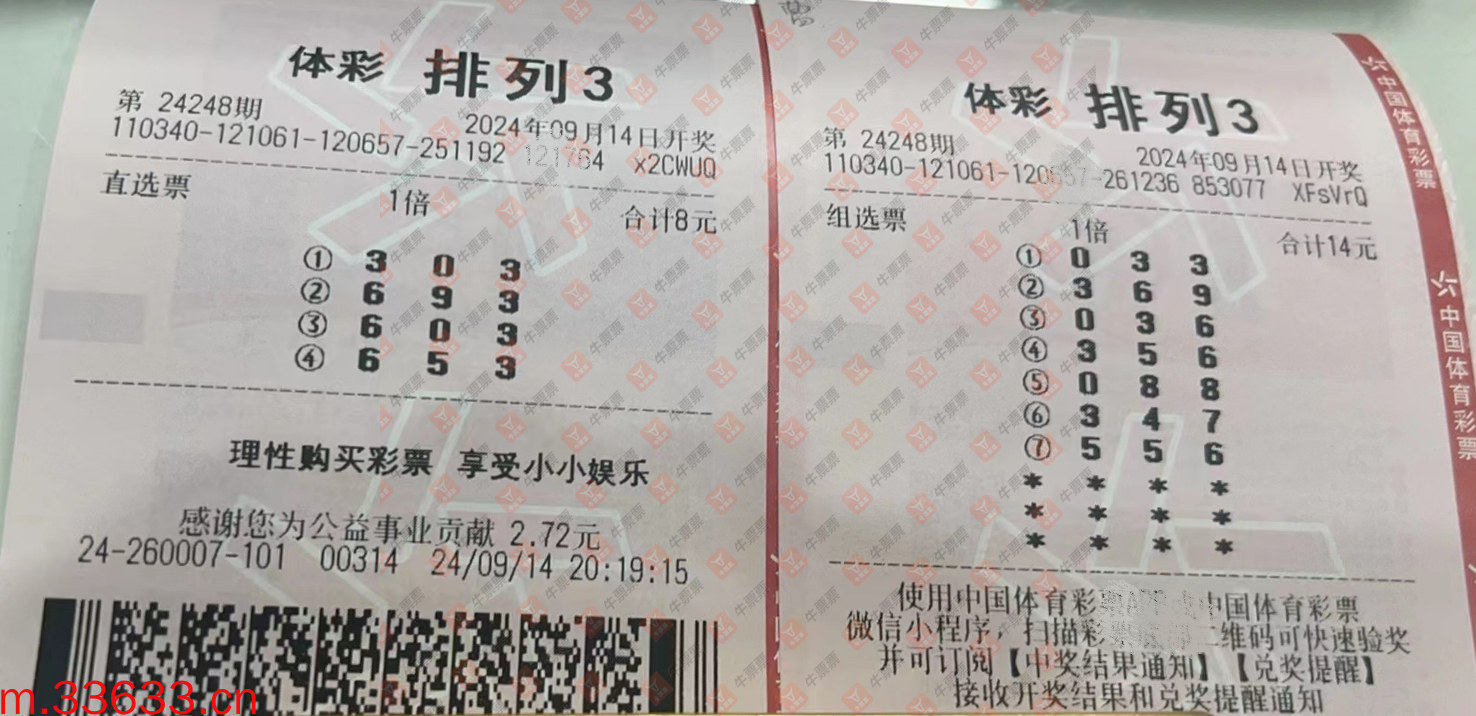 体彩 排列3
第 24248期
2024年09月14日开奖
110340-121061-120657-251192 121764 x2CWUQ
直选票
1倍
合计8元
① 3 0 3
② 6 9 3
③ 6 0 3
④ 6 5 3
理性购买彩票 享受小小娱乐
感谢您为公益事业贡献 2.72元
24-260007-101 00314 24/09/14 20:19:15
m.33633.cn
体彩 排列3
第 24248期
2024年09月14日开奖
110340-121061-120657-261236 853077 XFsVrQ
组选票
1倍
合计14元
① 0 3 3
② 3 6 9
③ 0 3 6
④ 3 5 6
⑤ 0 8 8
⑥ 3 4 7
⑦ 5 5 6
* * * *
* * * *
* * * *
使用中国体育彩 中国体育彩票
微信小程序，扫描彩票 二维码可快速验奖
并可订阅【中奖结果通知】【兑奖提醒】
接收开奖结果和兑奖提醒通知
中国体育彩票
中国体育彩票
牛票票